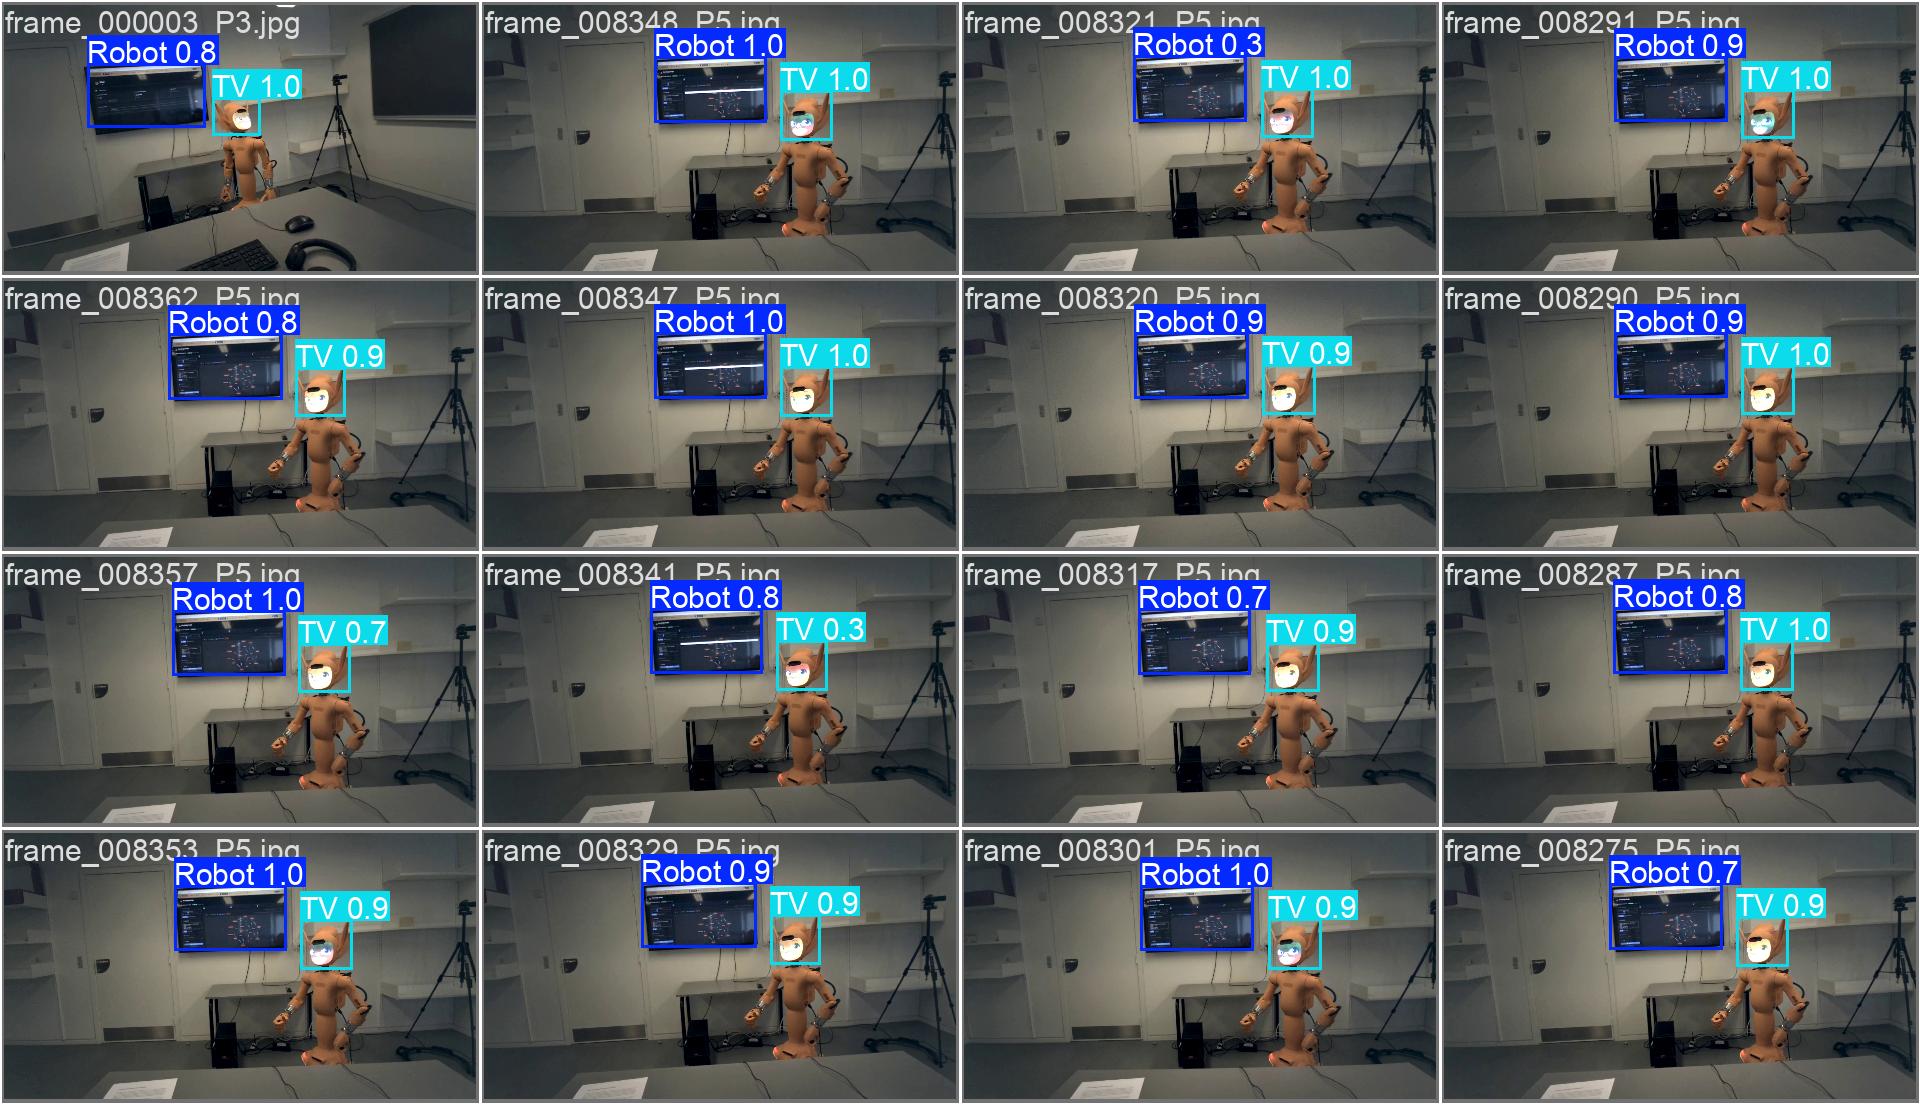 frame_000003_P3.jpg
Robot 0.8
TV 1.0
frame_008348_P5.jpg
Robot 1.0
TV 1.0
frame_008321_P5.jpg
Robot 0.3
TV 1.0
frame_008291_P5.jpg
Robot 0.9
TV 1.0
frame_008362_P5.jpg
Robot 0.8
TV 0.9
frame_008347_P5.jpg
Robot 1.0
TV 1.0
frame_008320_P5.jpg
Robot 0.9
TV 0.9
frame_008290_P5.jpg
Robot 0.9
TV 1.0
frame_008357_P5.jpg
Robot 1.0
TV 0.7
frame_008341_P5.jpg
Robot 0.8
TV 0.3
frame_008317_P5.jpg
Robot 0.7
TV 0.9
frame_008287_P5.jpg
Robot 0.8
TV 1.0
frame_008353_P5.jpg
Robot 1.0
TV 0.9
frame_008329_P5.jpg
Robot 0.9
TV 0.9
frame_008301_P5.jpg
Robot 1.0
TV 0.9
frame_008275_P5.jpg
Robot 0.7
TV 0.9